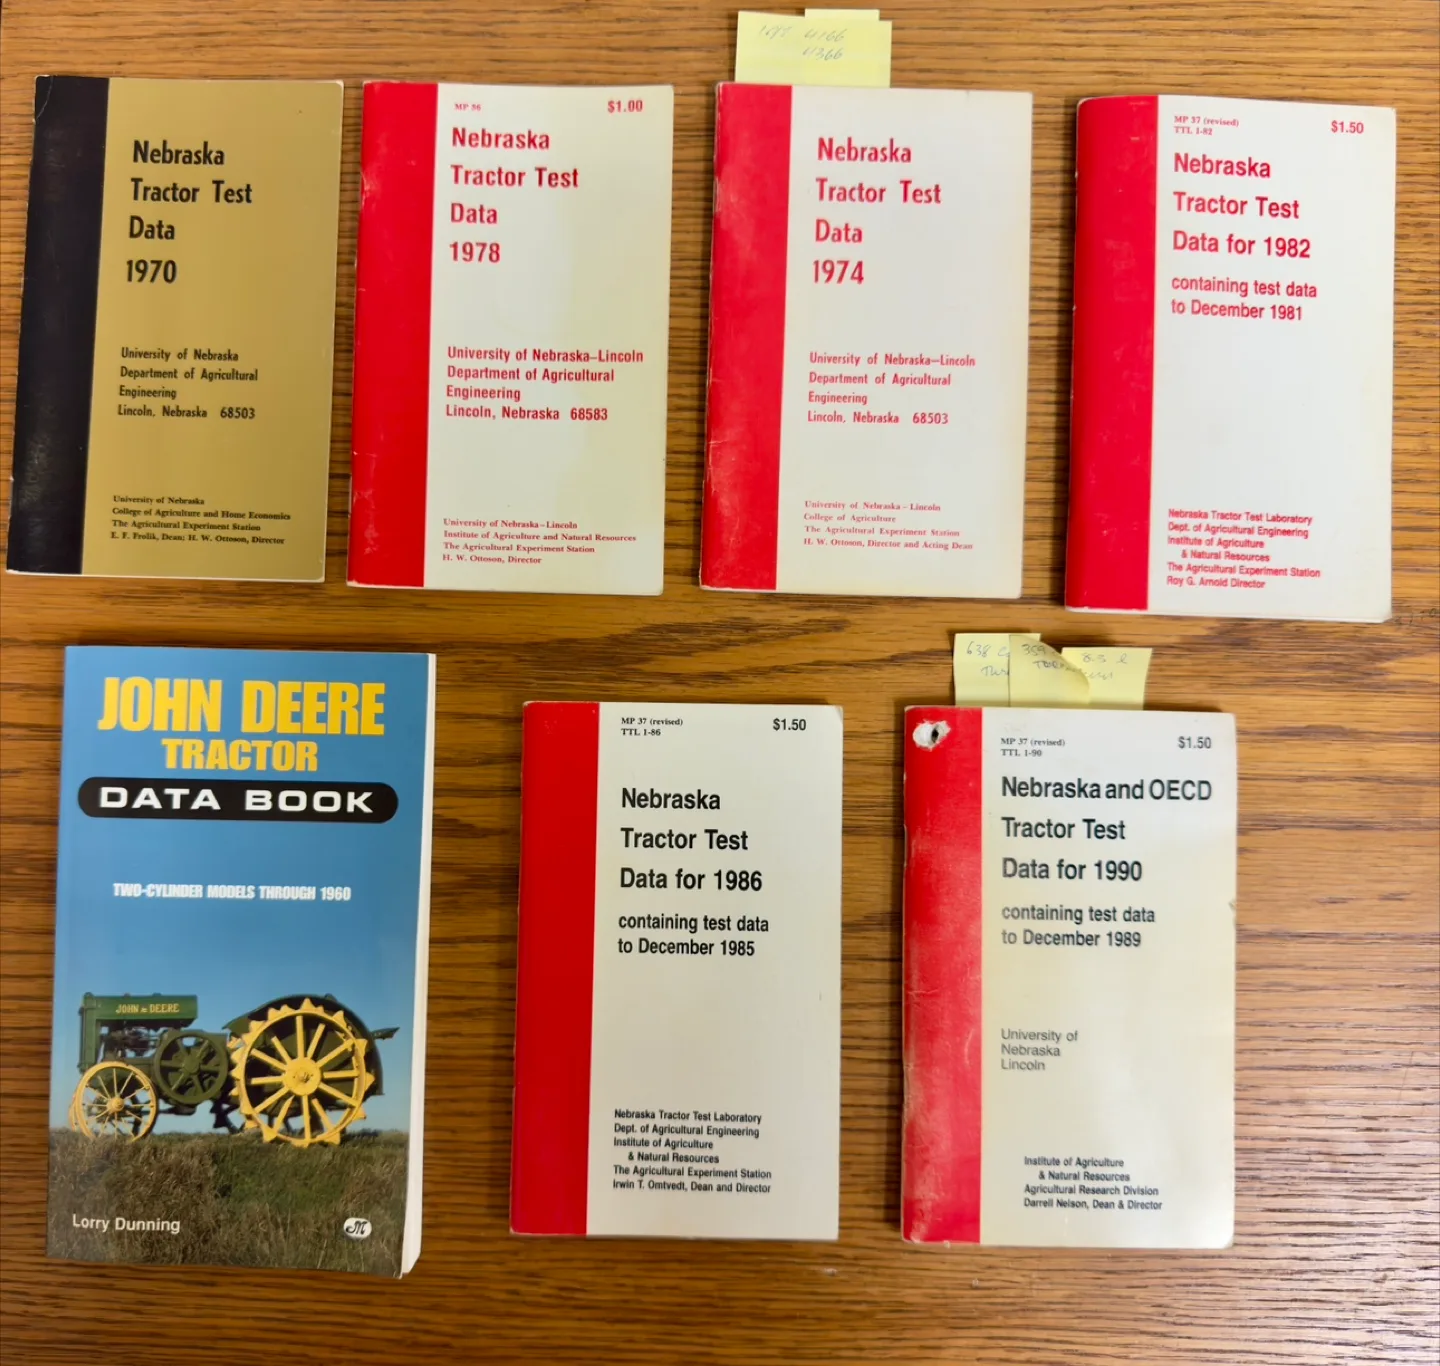 Nebraska
Tractor Test
Data
1970
University of Nebraska
Department of Agricultural
Engineering
Lincoln, Nebraska 68503
University of Nebraska
College of Agriculture and Home Economics
The Agricultural Experiment Station
E. F. Frolik, Dean; H. W. Ottoson, Director
MP 56
$1.00
Nebraska
Tractor Test
Data
1978
University of Nebraska–Lincoln
Department of Agricultural
Engineering
Lincoln, Nebraska 68583
University of Nebraska–Lincoln
Institute of Agriculture and Natural Resources
The Agricultural Experiment Station
H. W. Ottoson, Director
4166
4366
Nebraska
Tractor Test
Data
1974
University of Nebraska—Lincoln
Department of Agricultural
Engineering
Lincoln, Nebraska 68503
University of Nebraska - Lincoln
College of Agriculture
The Agricultural Experiment Station
H. W. Ottoson, Director and Acting Dean
MP 37 (revised)
TTL 1-82
$1.50
Nebraska
Tractor Test
Data for 1982
containing test data
to December 1981
Nebraska Tractor Test Laboratory
Dept. of Agricultural Engineering
Institute of Agriculture
& Natural Resources
The Agricultural Experiment Station
Roy G. Arnold Director
JOHN DEERE
TRACTOR
DATA BOOK
TWO-CYLINDER MODELS THROUGH 1960
JOHN DEERE
Lorry Dunning
MP 37 (revised)
TTL 1-86
$1.50
Nebraska
Tractor Test
Data for 1986
containing test data
to December 1985
Nebraska Tractor Test Laboratory
Dept. of Agricultural Engineering
Institute of Agriculture
& Natural Resources
The Agricultural Experiment Station
Irwin T. Omtvedt, Dean and Director
638
359
8.3 l
MP 37 (revised)
TTL 1-90
$1.50
Nebraska and OECD
Tractor Test
Data for 1990
containing test data
to December 1989
University of
Nebraska
Lincoln
Institute of Agriculture
& Natural Resources
Agricultural Research Division
Darrell Nelson, Dean & Director